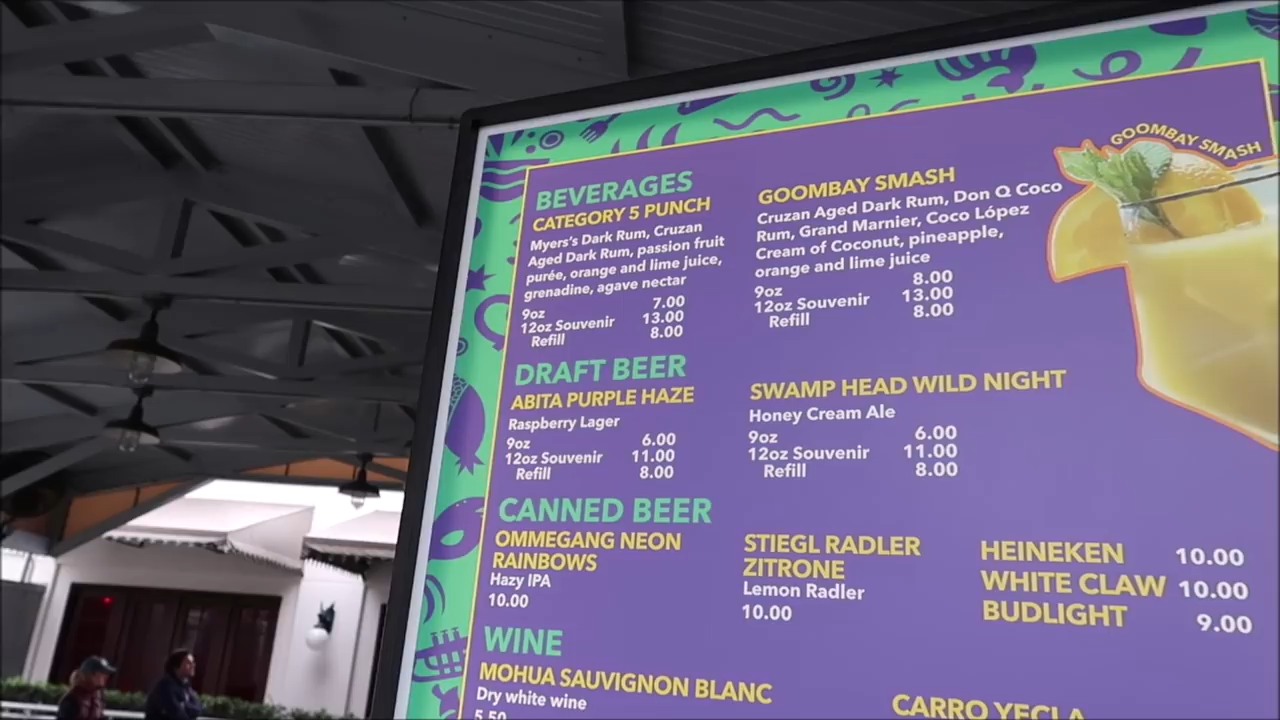 BEVERAGES
CATEGORY 5 PUNCH
Myers's Dark Rum, Cruzan
Aged Dark Rum, passion fruit
purée, orange and lime juice,
grenadine, agave nectar
9oz 7.00
12oz Souvenir 13.00
Refill 8.00
GOOMBAY SMASH
Cruzan Aged Dark Rum, Don Q Coco
Rum, Grand Marnier, Coco López
Cream of Coconut, pineapple,
orange and lime juice
9oz 8.00
12oz Souvenir 13.00
Refill 8.00
GOOMBAY SMASH
DRAFT BEER
ABITA PURPLE HAZE
Raspberry Lager
9oz 6.00
12oz Souvenir 11.00
Refill 8.00
SWAMP HEAD WILD NIGHT
Honey Cream Ale
9oz 6.00
12oz Souvenir 11.00
Refill 8.00
CANNED BEER
OMMEGANG NEON
RAINBOWS
Hazy IPA
10.00
STIEGL RADLER
ZITRONE
Lemon Radler
10.00
HEINEKEN 10.00
WHITE CLAW 10.00
BUDLIGHT 9.00
WINE
MOHUA SAUVIGNON BLANC
Dry white wine
5.50
CARRO YECLA